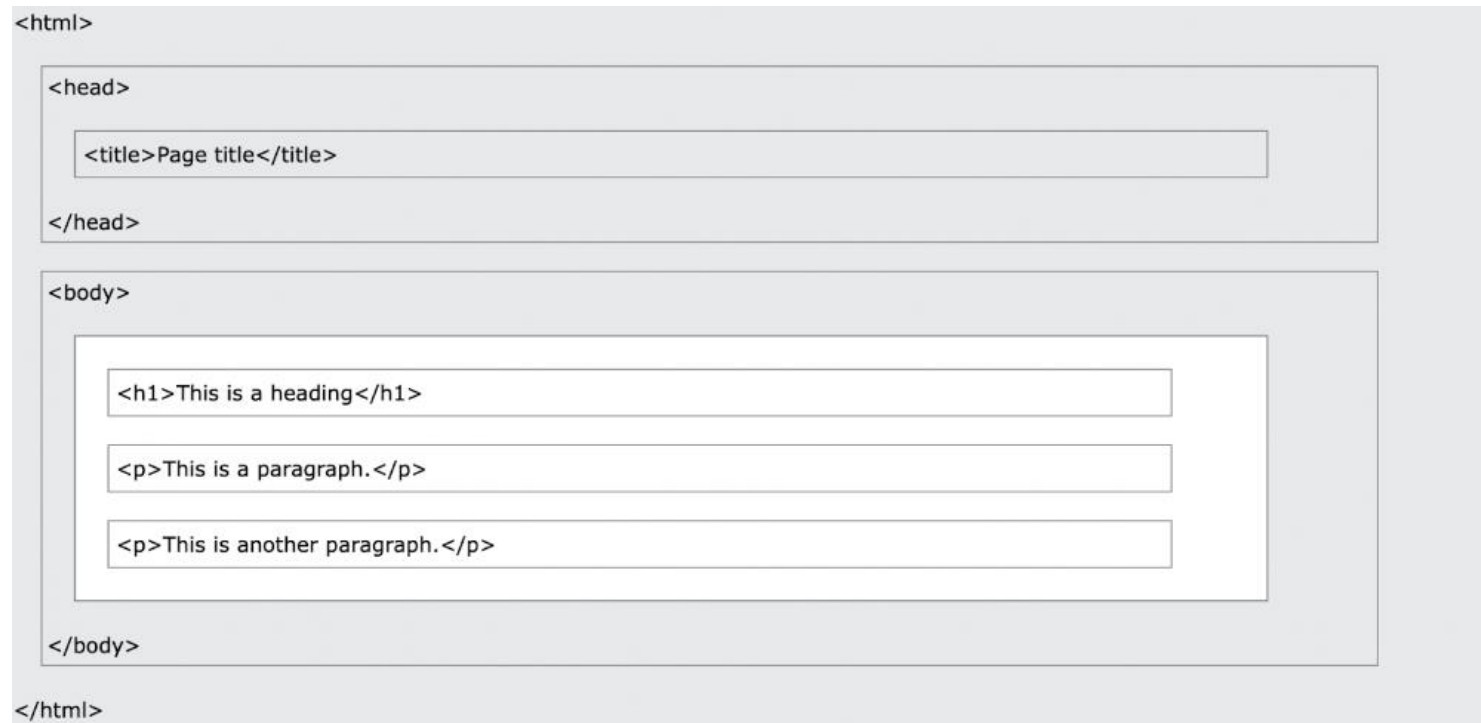 <html>
<head>
<title>Page title</title>
</head>
<body>
<h1>This is a heading</h1>
<p>This is a paragraph.</p>
<p>This is another paragraph.</p>
</body>
</html>